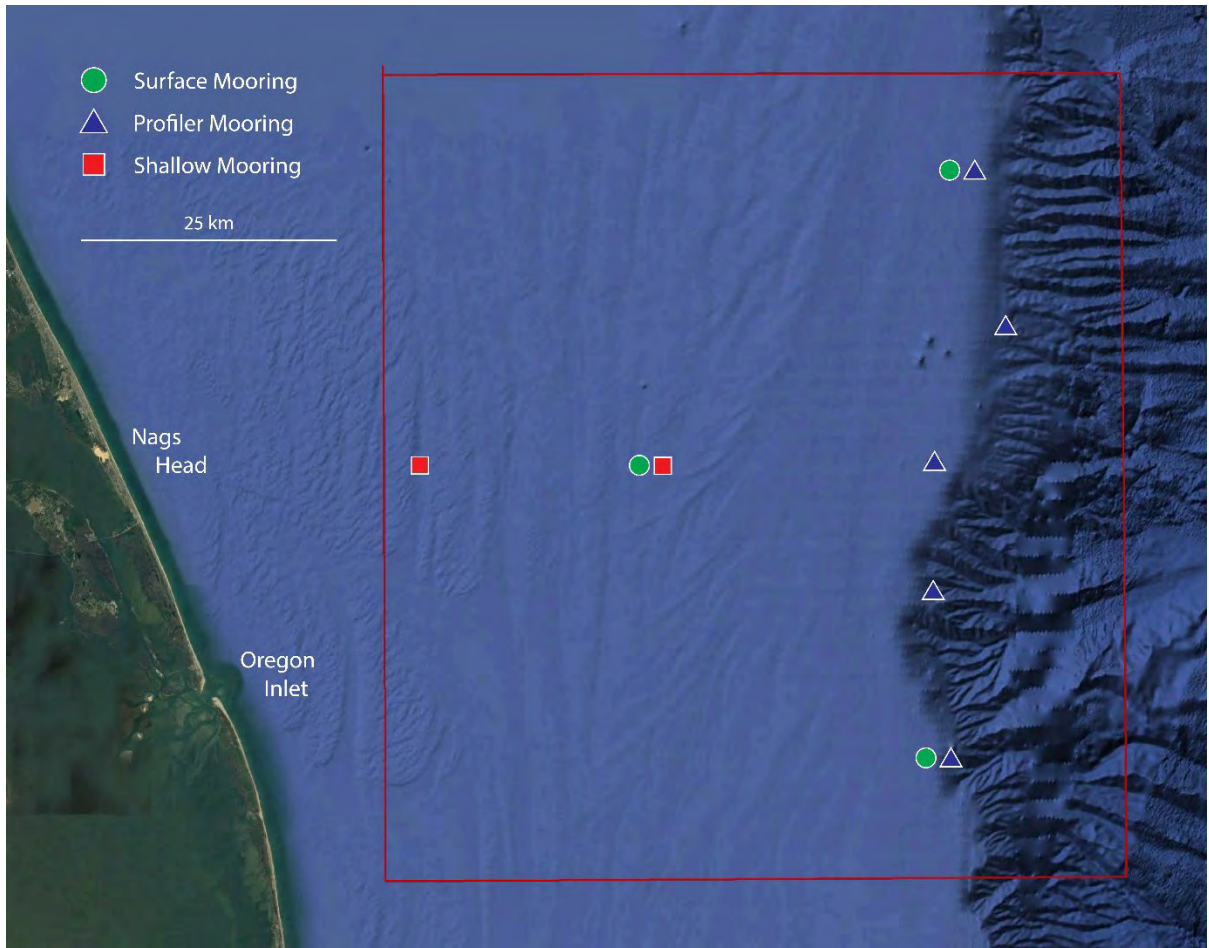 Surface Mooring
Profiler Mooring
Shallow Mooring
25 km
Nags
Head
Oregon
Inlet